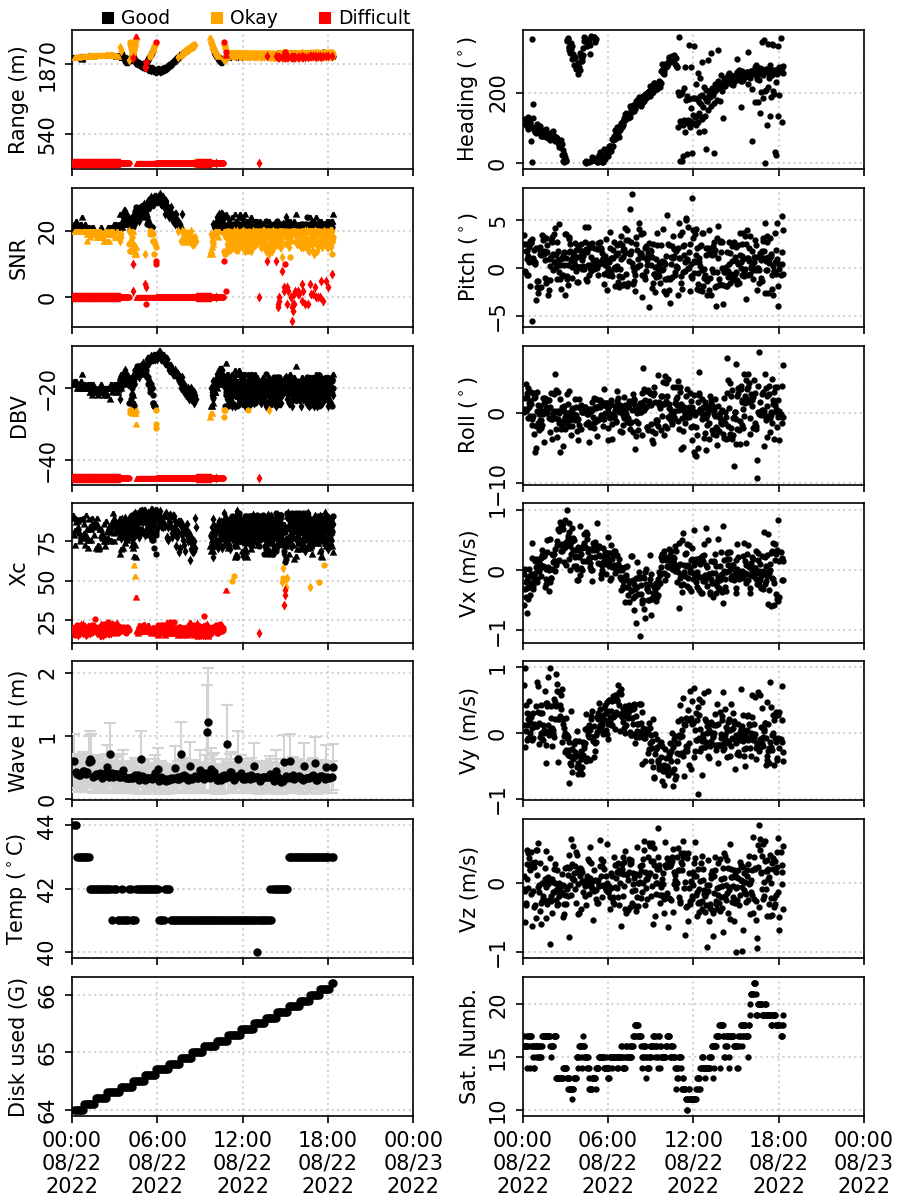 Good Okay Difficult
Range (m)
1870
540
Heading (°)
200
0
SNR
20
0
Pitch (°)
5
0
−5
DBV
−20
−40
Roll (°)
0
−10
Xc
75
50
25
Vx (m/s)
1
0
−1
Wave H (m)
2
1
0
Vy (m/s)
1
0
−1
Temp (°C)
44
42
40
Vz (m/s)
0
−1
Disk used (G)
66
65
64
Sat. Numb.
20
15
10
00:00 06:00 12:00 18:00 00:00
08/22 08/22 08/22 08/22 08/23
2022 2022 2022 2022 2022
00:00 06:00 12:00 18:00 00:00
08/22 08/22 08/22 08/22 08/23
2022 2022 2022 2022 2022